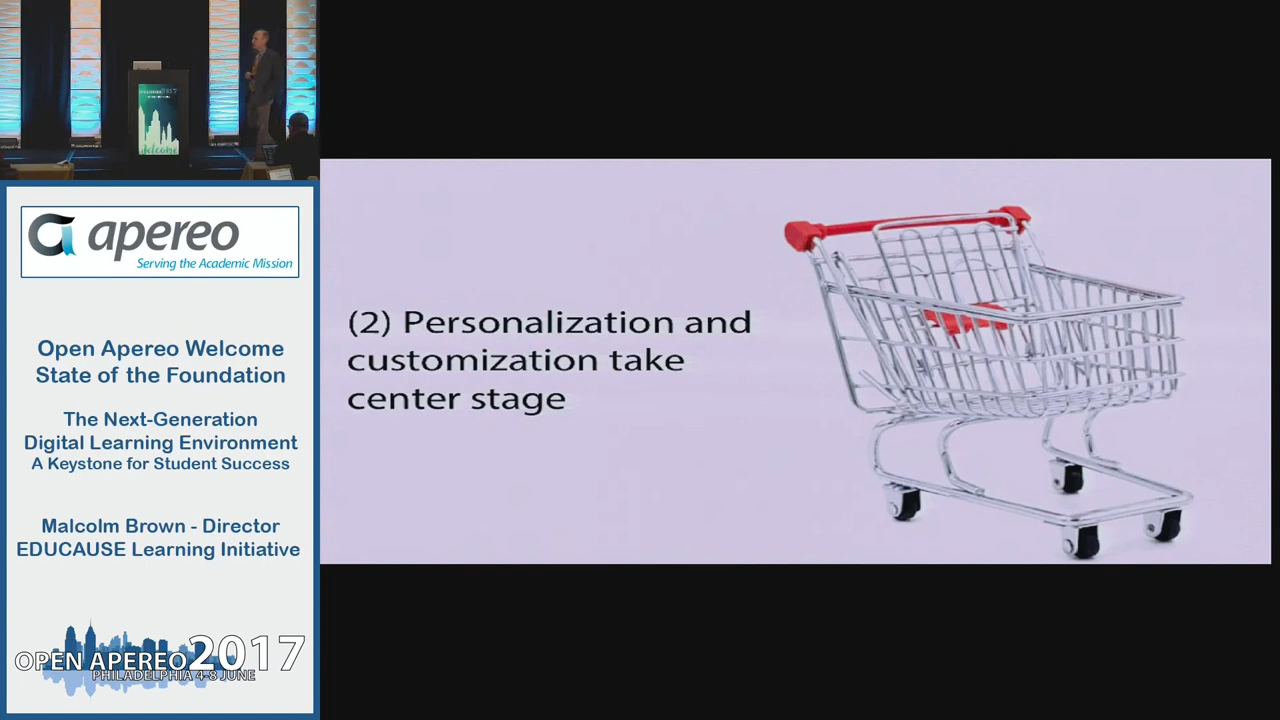 apereo
Serving the Academic Mission
Open Apereo Welcome
State of the Foundation
The Next-Generation
Digital Learning Environment
A Keystone for Student Success
Malcolm Brown - Director
EDUCAUSE Learning Initiative
OPEN APEREO 2017
PHILADELPHIA 4-8 JUNE
(2) Personalization and
customization take
center stage
welcome